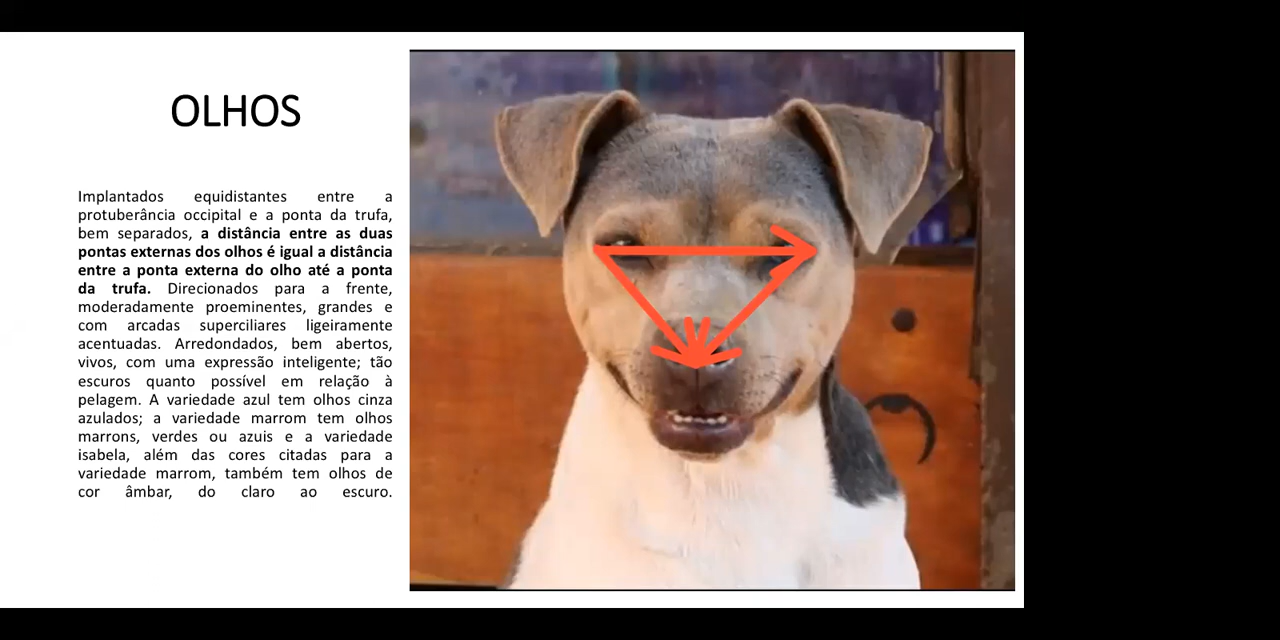 OLHOS
Implantados equidistantes entre a
protuberância occipital e a ponta da trufa,
bem separados, a distância entre as duas
pontas externas dos olhos é igual a distância
entre a ponta externa do olho até a ponta
da trufa. Direcionados para a frente,
moderadamente proeminentes, grandes e
com arcadas superciliares ligeiramente
acentuadas. Arredondados, bem abertos,
vivos, com uma expressão inteligente; tão
escuros quanto possível em relação à
pelagem. A variedade azul tem olhos cinza
azulados; a variedade marrom tem olhos
marrons, verdes ou azuis e a variedade
isabela, além das cores citadas para a
variedade marrom, também tem olhos de
cor âmbar, do claro ao escuro.